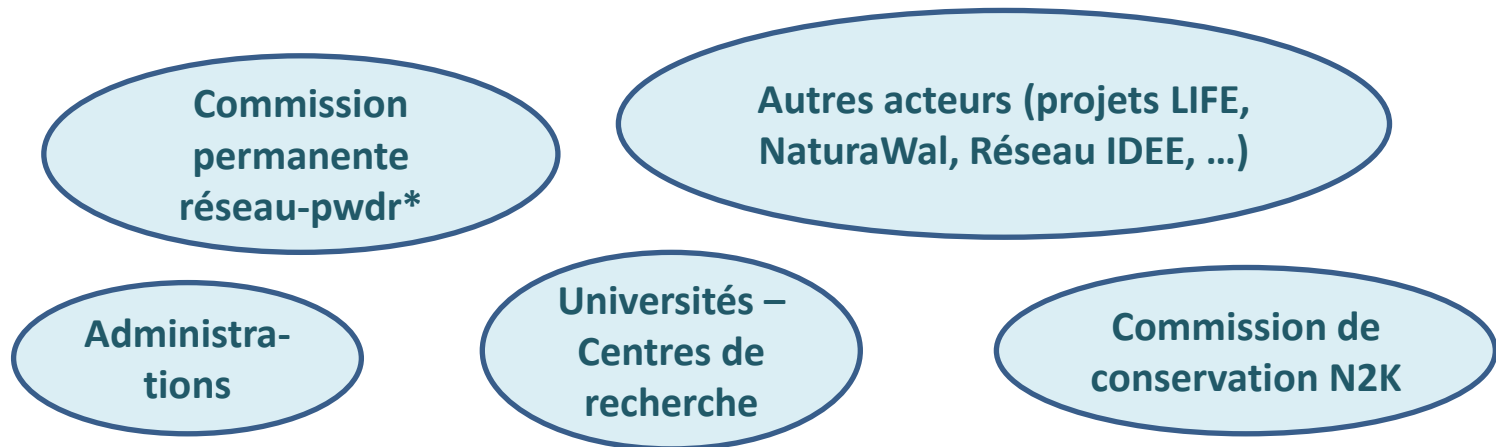 Commission
permanente
réseau-pwdr*
Autres acteurs (projets LIFE,
NaturaWal, Réseau IDEE, …)
Administra-
tions
Universités –
Centres de
recherche
Commission de
conservation N2K